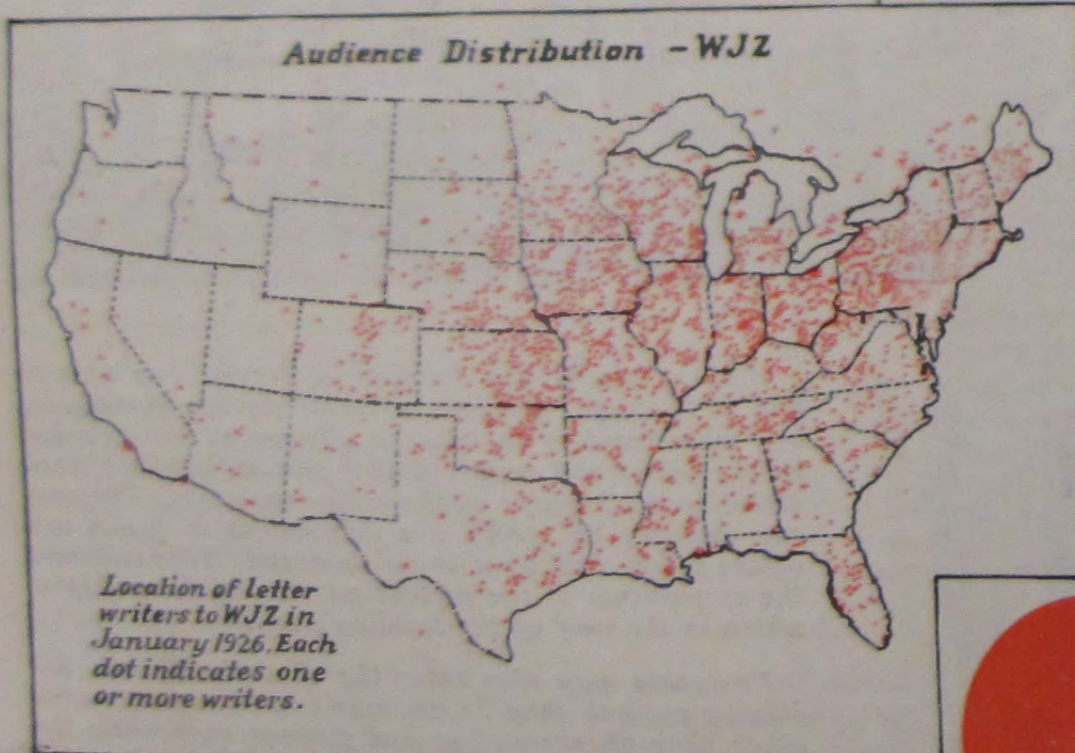 Audience Distribution - WJZ
Location of letter
writers to WJZ in
January 1926. Each
dot indicates one
or more writers.